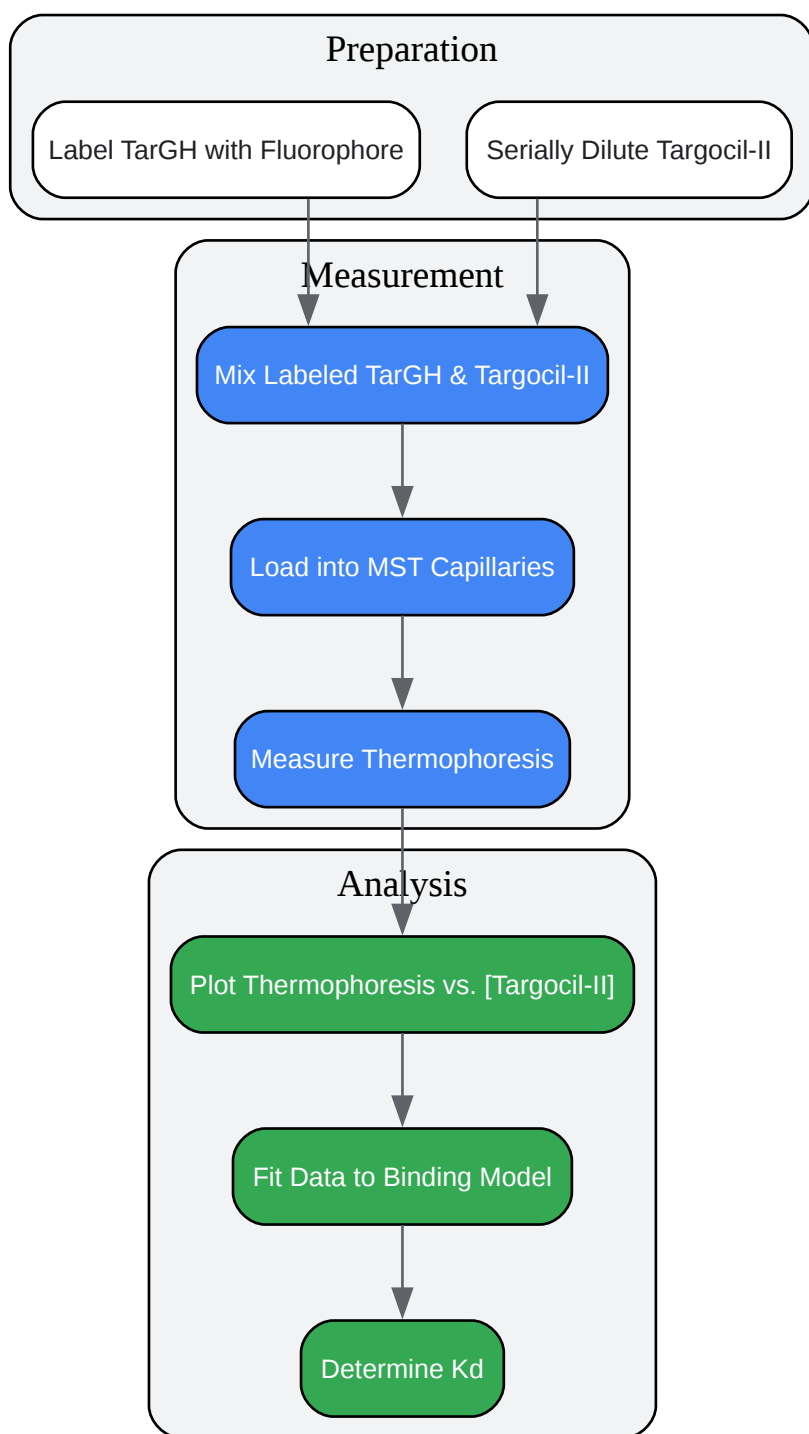 Preparation
Label TarGH with Fluorophore
Serially Dilute Targocil-II
Measurement
Mix Labeled TarGH & Targocil-II
Load into MST Capillaries
Measure Thermophoresis
Analysis
Plot Thermophoresis vs. [Targocil-II]
Fit Data to Binding Model
Determine Kd